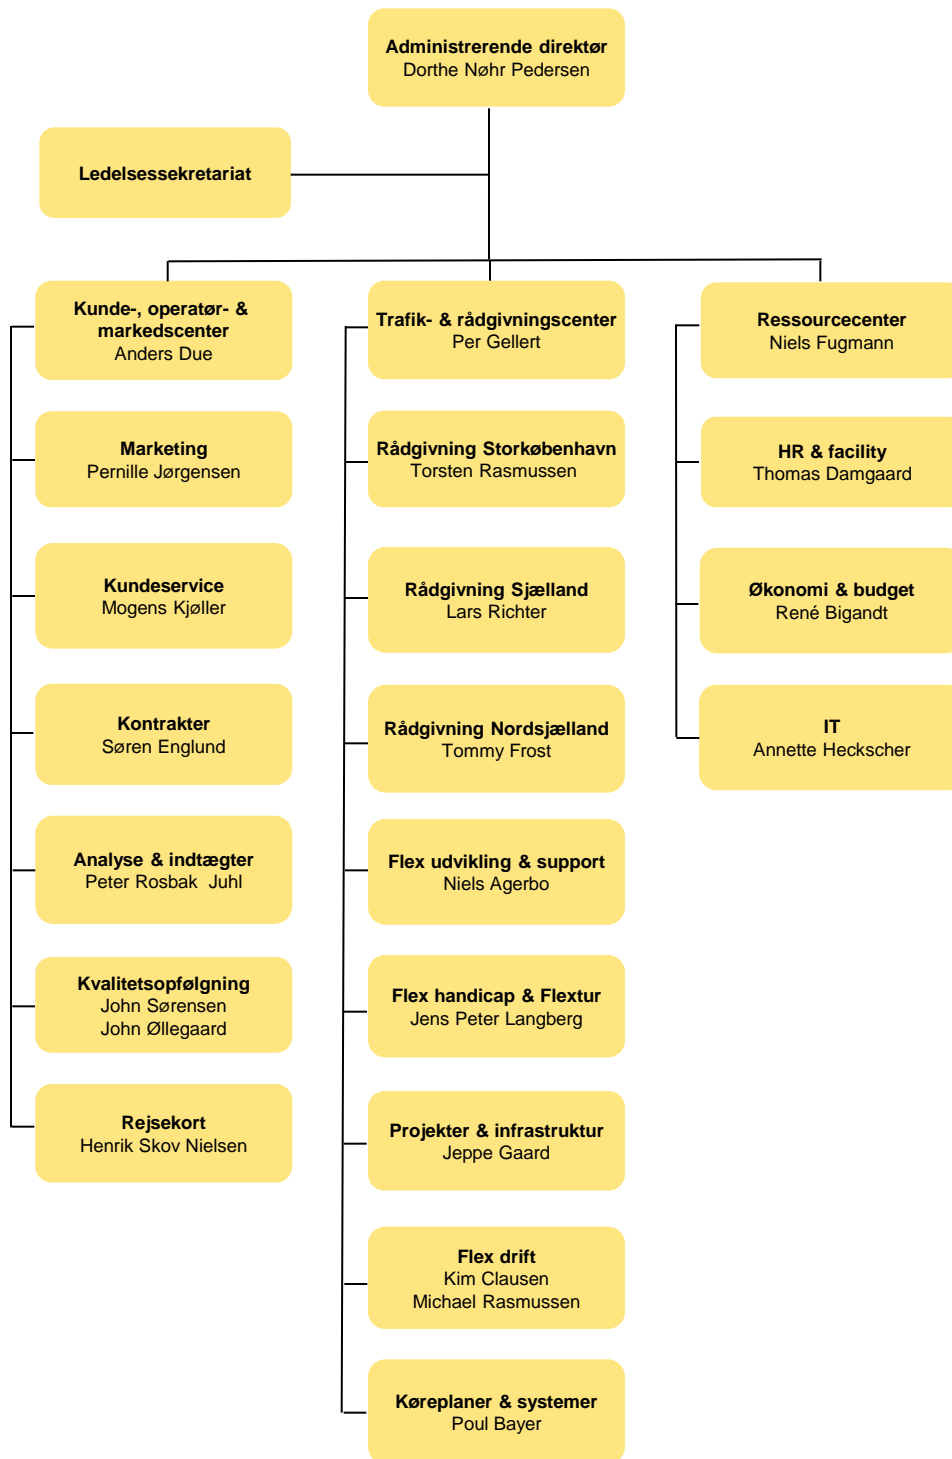 Administrerende direktør
Dorthe Nøhr Pedersen
Ledelsessekretariat
Kunde-, operatør- &
markedscenter
Anders Due
Marketing
Pernille Jørgensen
Kundeservice
Mogens Kjøller
Kontrakter
Søren Englund
Analyse & indtægter
Peter Rosbak  Juhl
Kvalitetsopfølgning
John Sørensen
John Øllegaard
Rejsekort
Henrik Skov Nielsen
Trafik- & rådgivningscenter
Per Gellert
Rådgivning Storkøbenhavn
Torsten Rasmussen
Rådgivning Sjælland
Lars Richter
Rådgivning Nordsjælland
Tommy Frost
Flex udvikling & support
Niels Agerbo
Flex handicap & Flextur
Jens Peter Langberg
Projekter & infrastruktur
Jeppe Gaard
Flex drift
Kim Clausen
Michael Rasmussen
Køreplaner & systemer
Poul Bayer
Ressourcecenter
Niels Fugmann
HR & facility
Thomas Damgaard
Økonomi & budget
René Bigandt
IT
Annette Heckscher